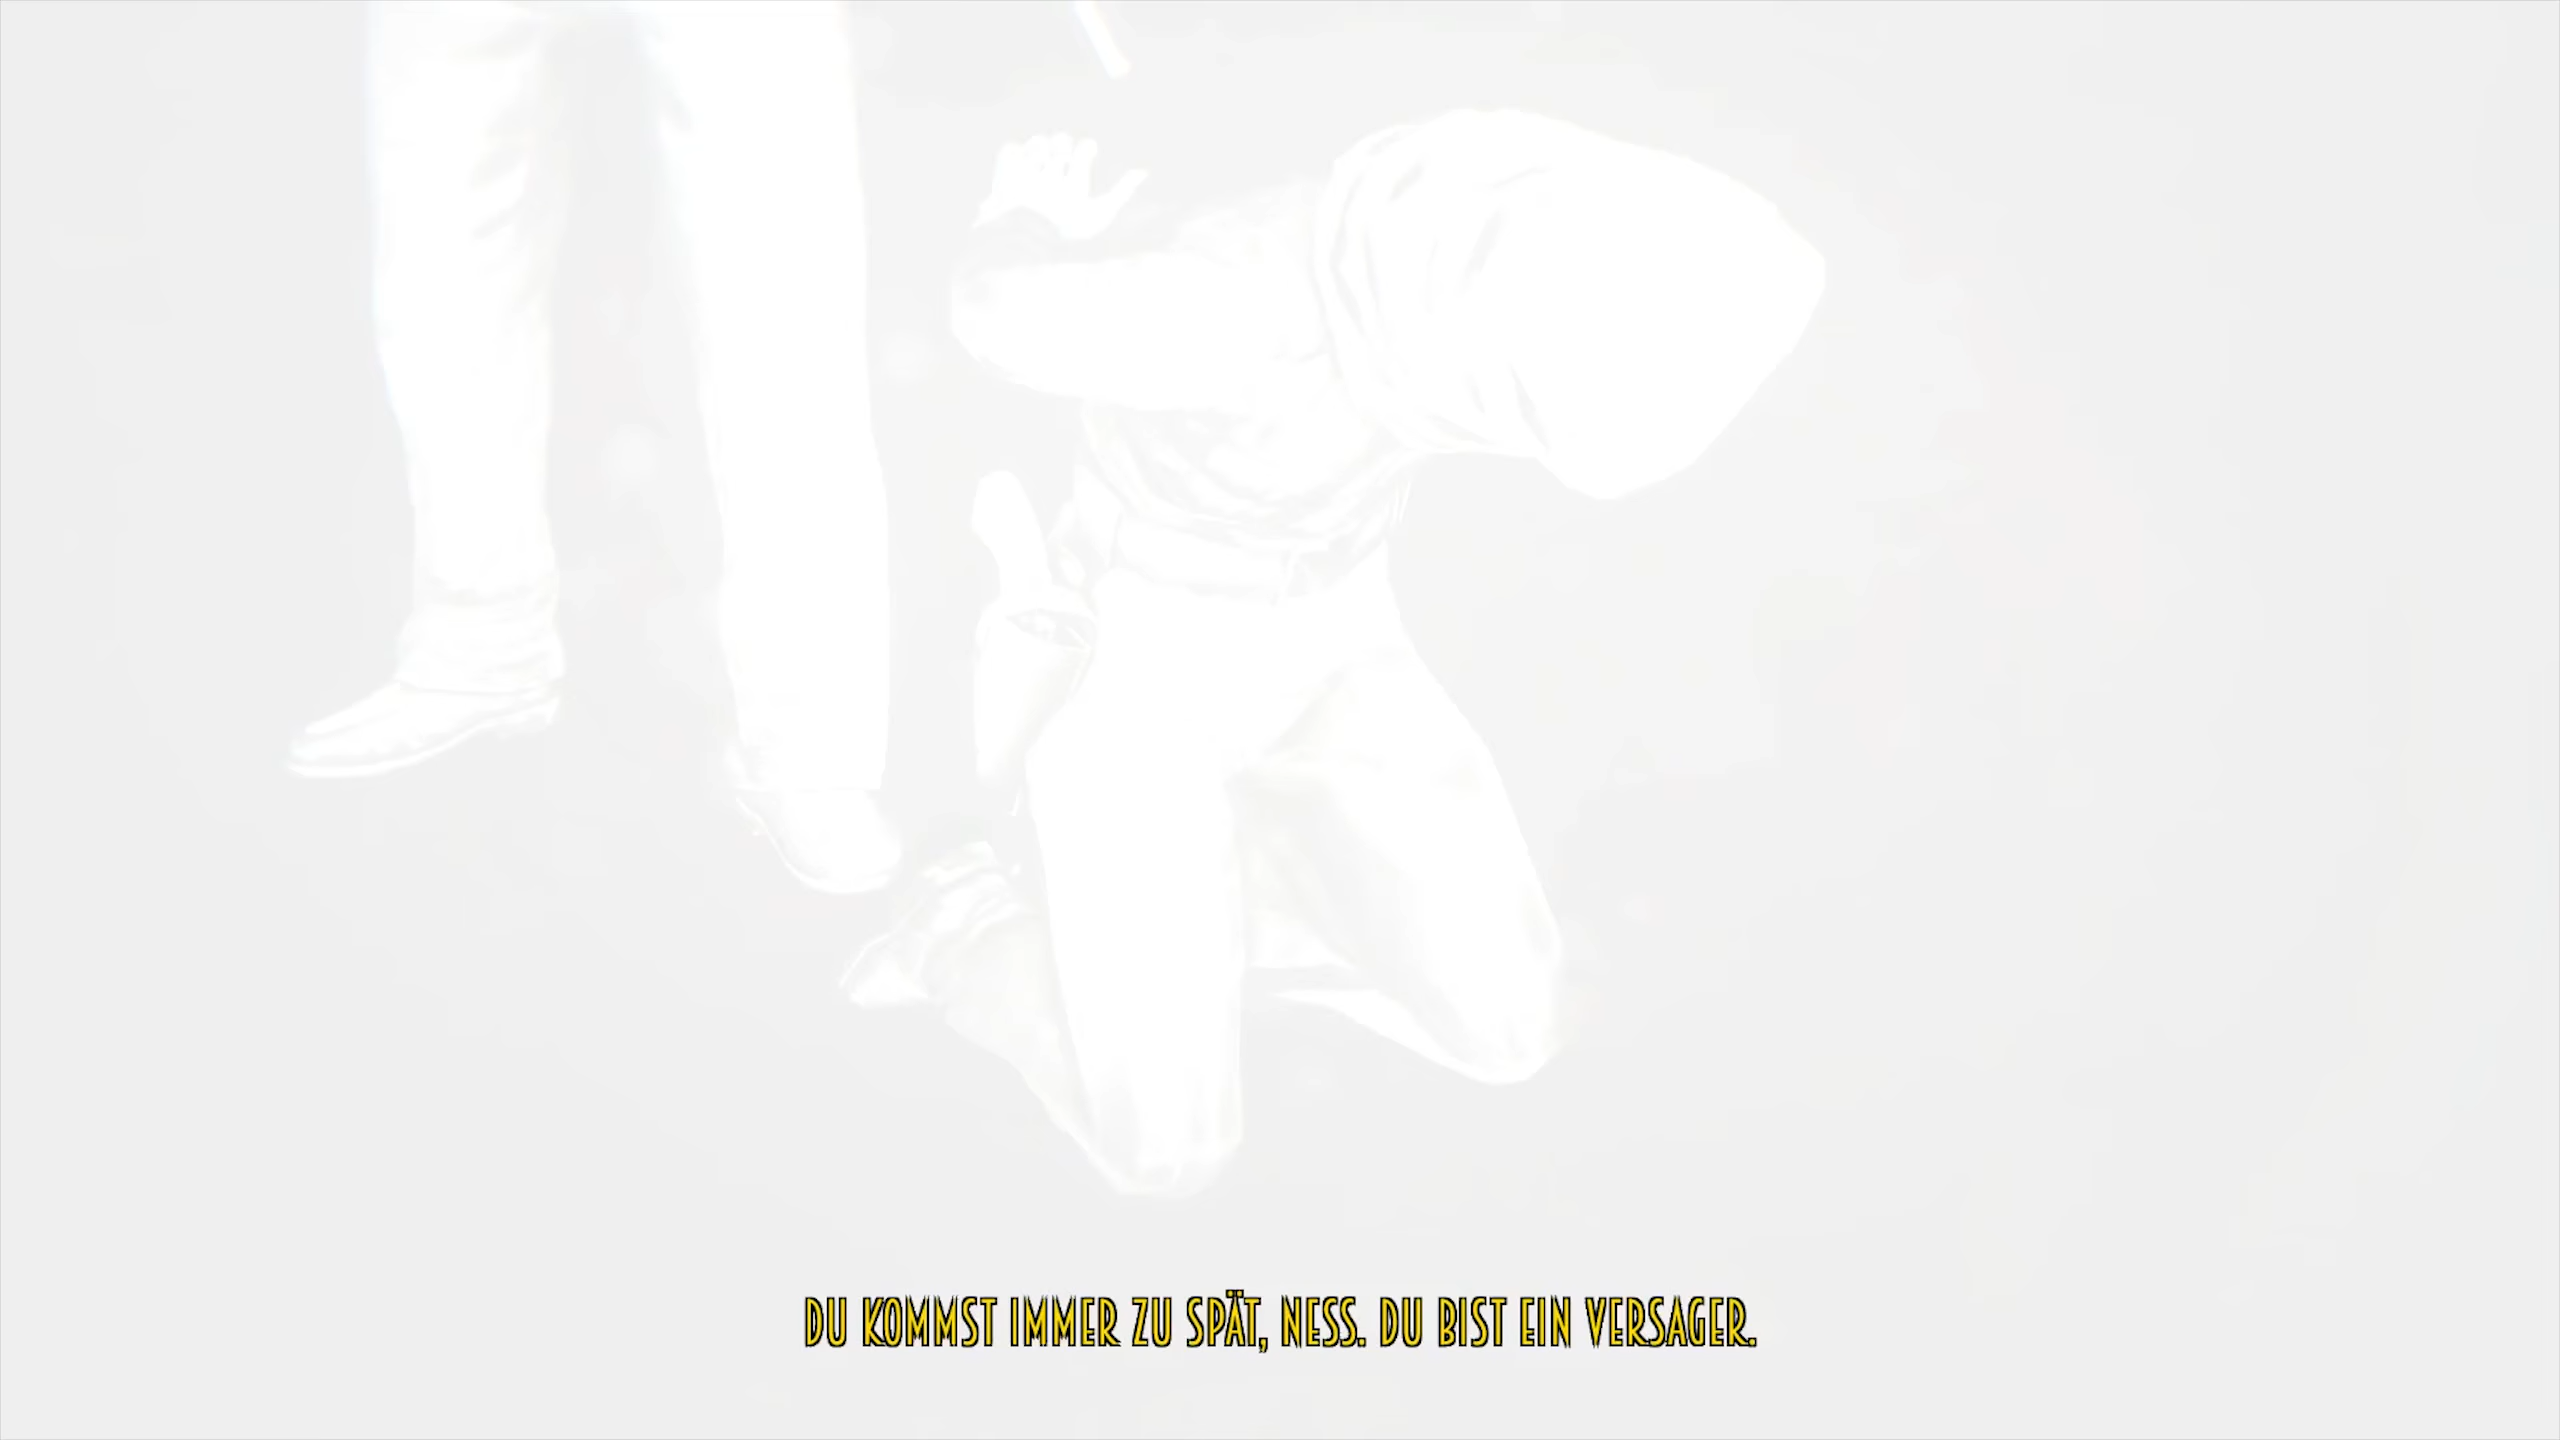 DU KOMMST IMMER ZU SPÄT, NESS. DU BIST EIN VERSAGER.